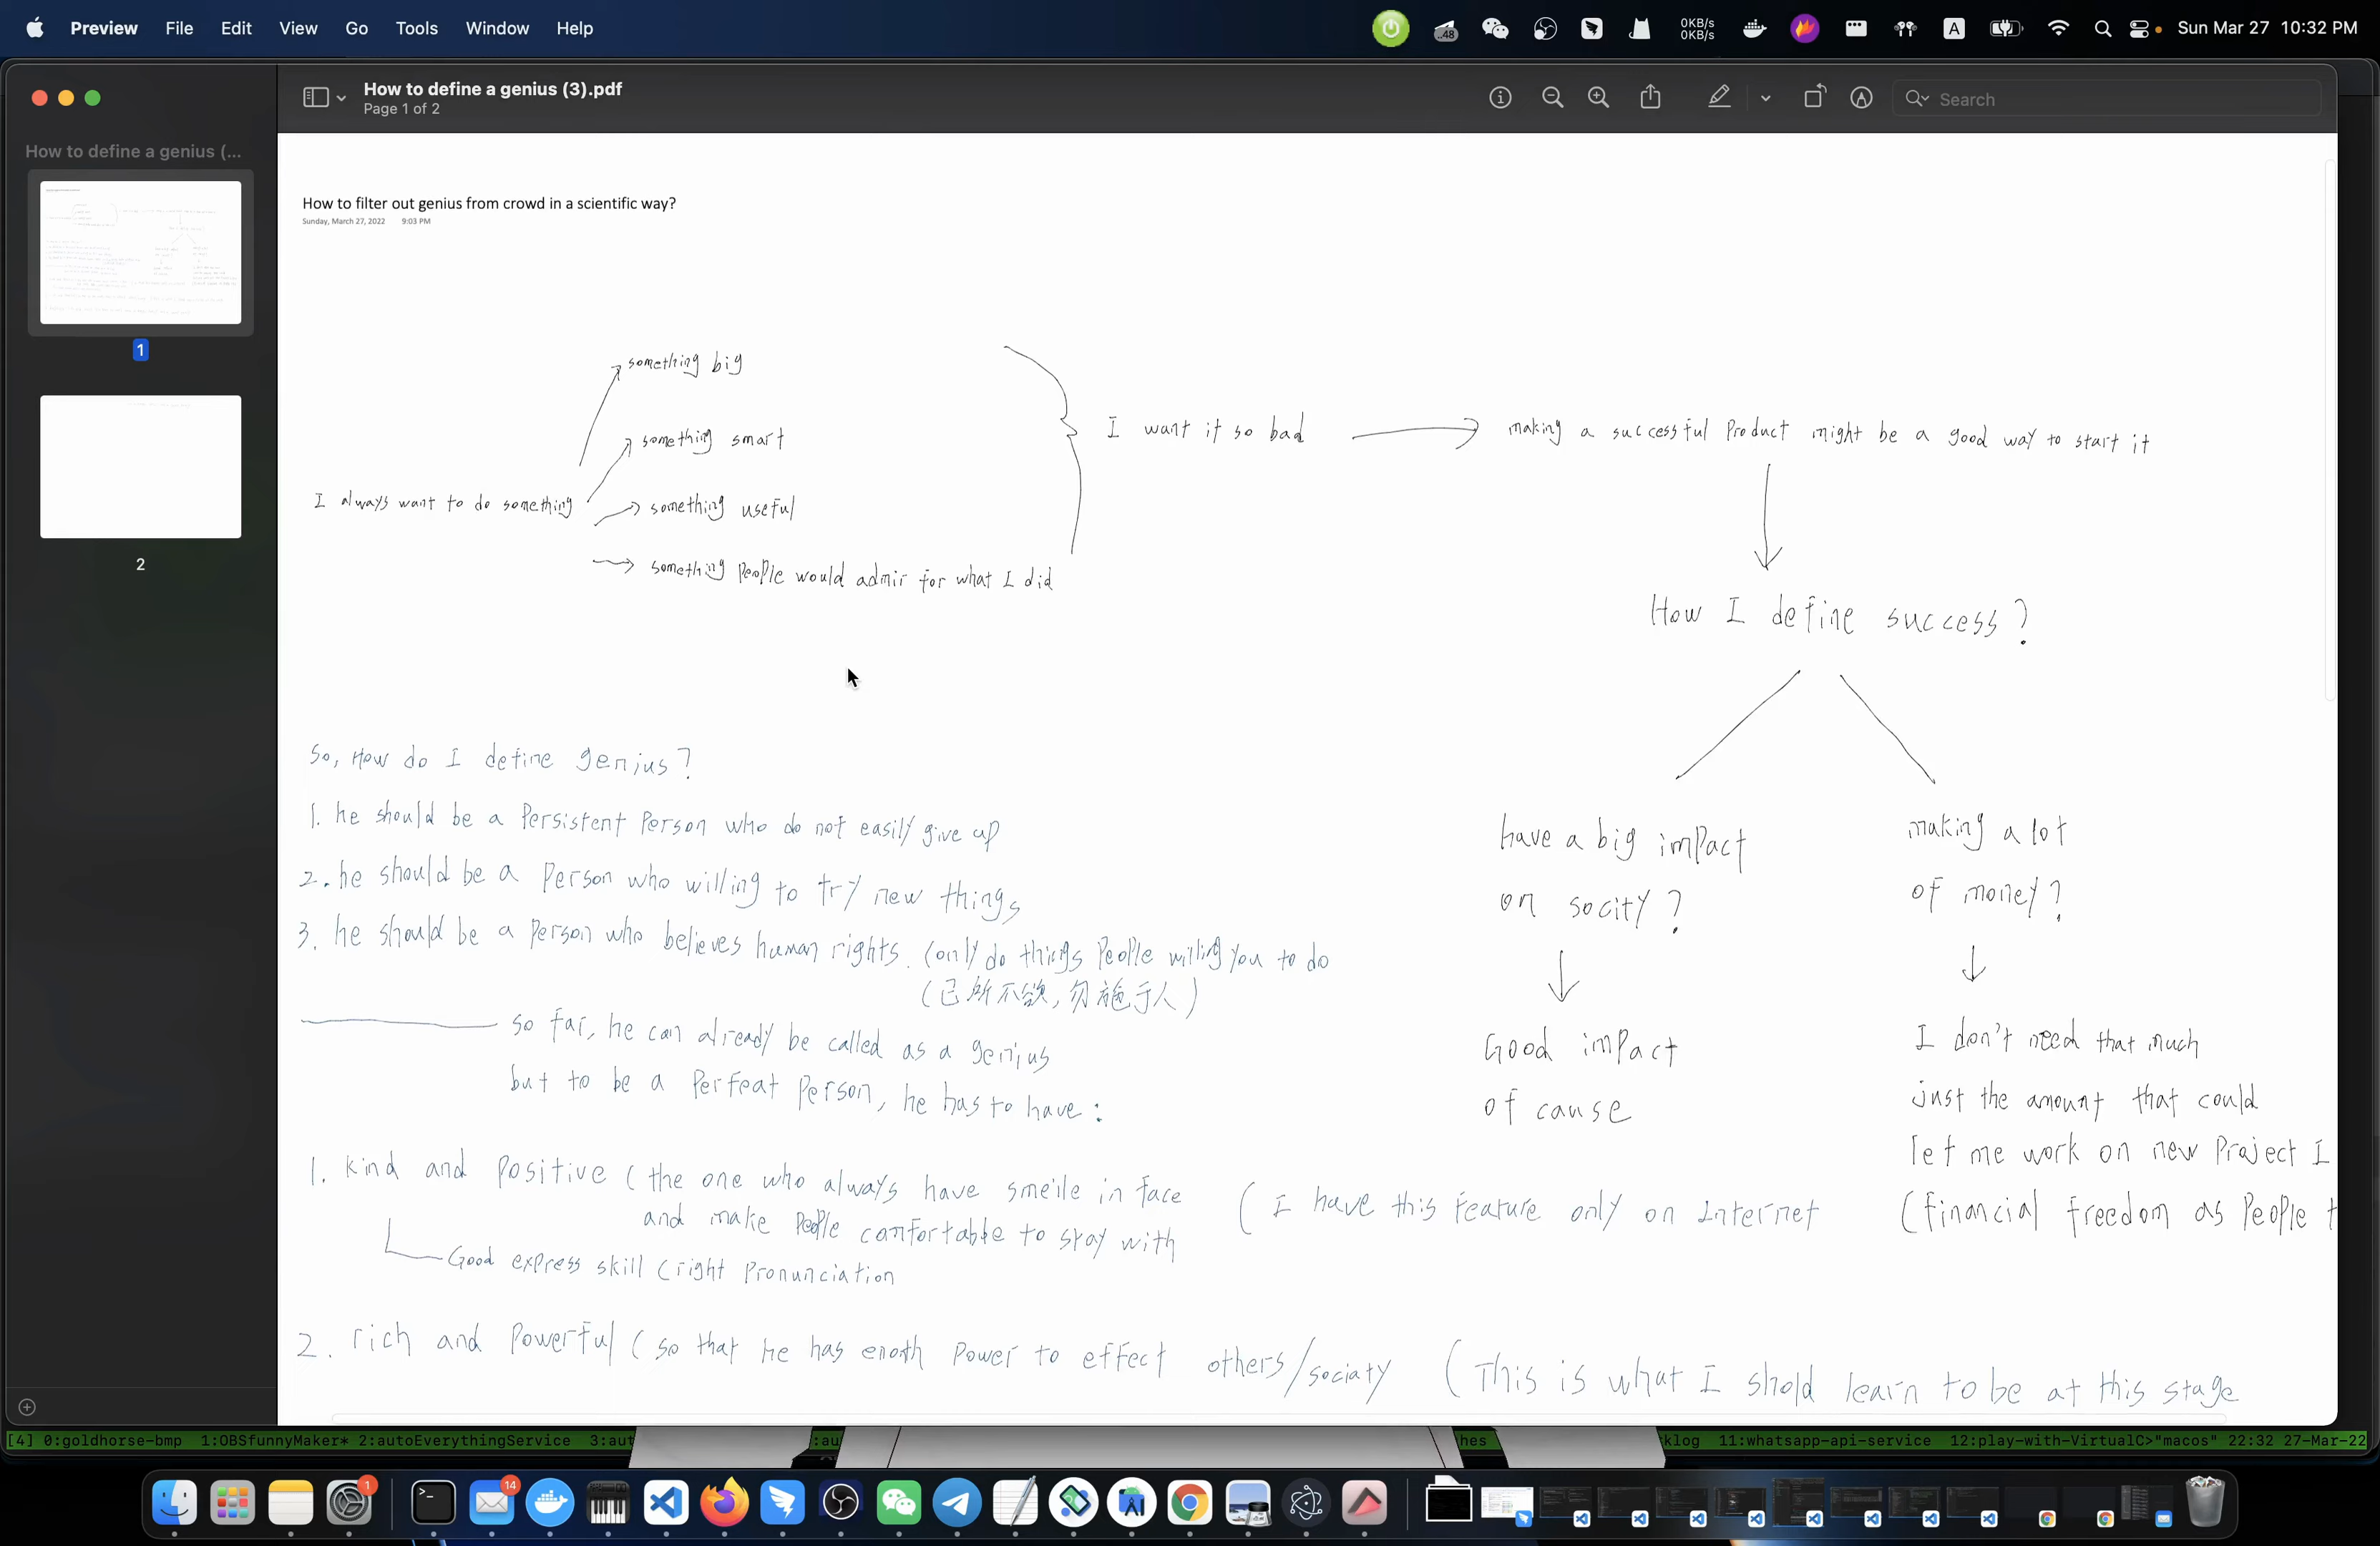 Preview File Edit View Go Tools Window Help
..48
0KB/s
0KB/s
A
Sun Mar 27 10:32 PM
How to define a genius (3).pdf
Page 1 of 2
Search
How to define a genius (...
1
2
How to filter out genius from crowd in a scientific way?
Sunday, March 27, 2022 9:03 PM
something big
something smart
I always want to do something
something useful
something people would admir for what I did
I want it so bad
making a successful product might be a good way to start it
How I define success?
have a big impact
on socity?
Good impact
of cause
making a lot
of money?
I don't need that much
just the amount that could
let me work on new project I
(financial freedom as people t
So, How do I define genius?
1. he should be a persistent person who do not easily give up
2. he should be a person who willing to try new things
3. he should be a person who believes human rights. (only do things people willing you to do
(己所不欲,勿施于人)
so far, he can already be called as a genius
but to be a perfeat person, he has to have:
1. kind and positive (the one who always have smeile in face
and make people comfortable to stay with
(I have this feature only on internet
Good express skill (right pronunciation
2. rich and powerful (so that he has enoth power to effect others/sociaty (This is what I shold learn to be at this stage
[4] 0:goldhorse-bmp 1:OBSfunnyMaker* 2:autoEverythingService 3:aut :au hes klog 11:whatsapp-api-service 12:play-with-VirtualC>"macos" 22:32 27-Mar-22
1
14